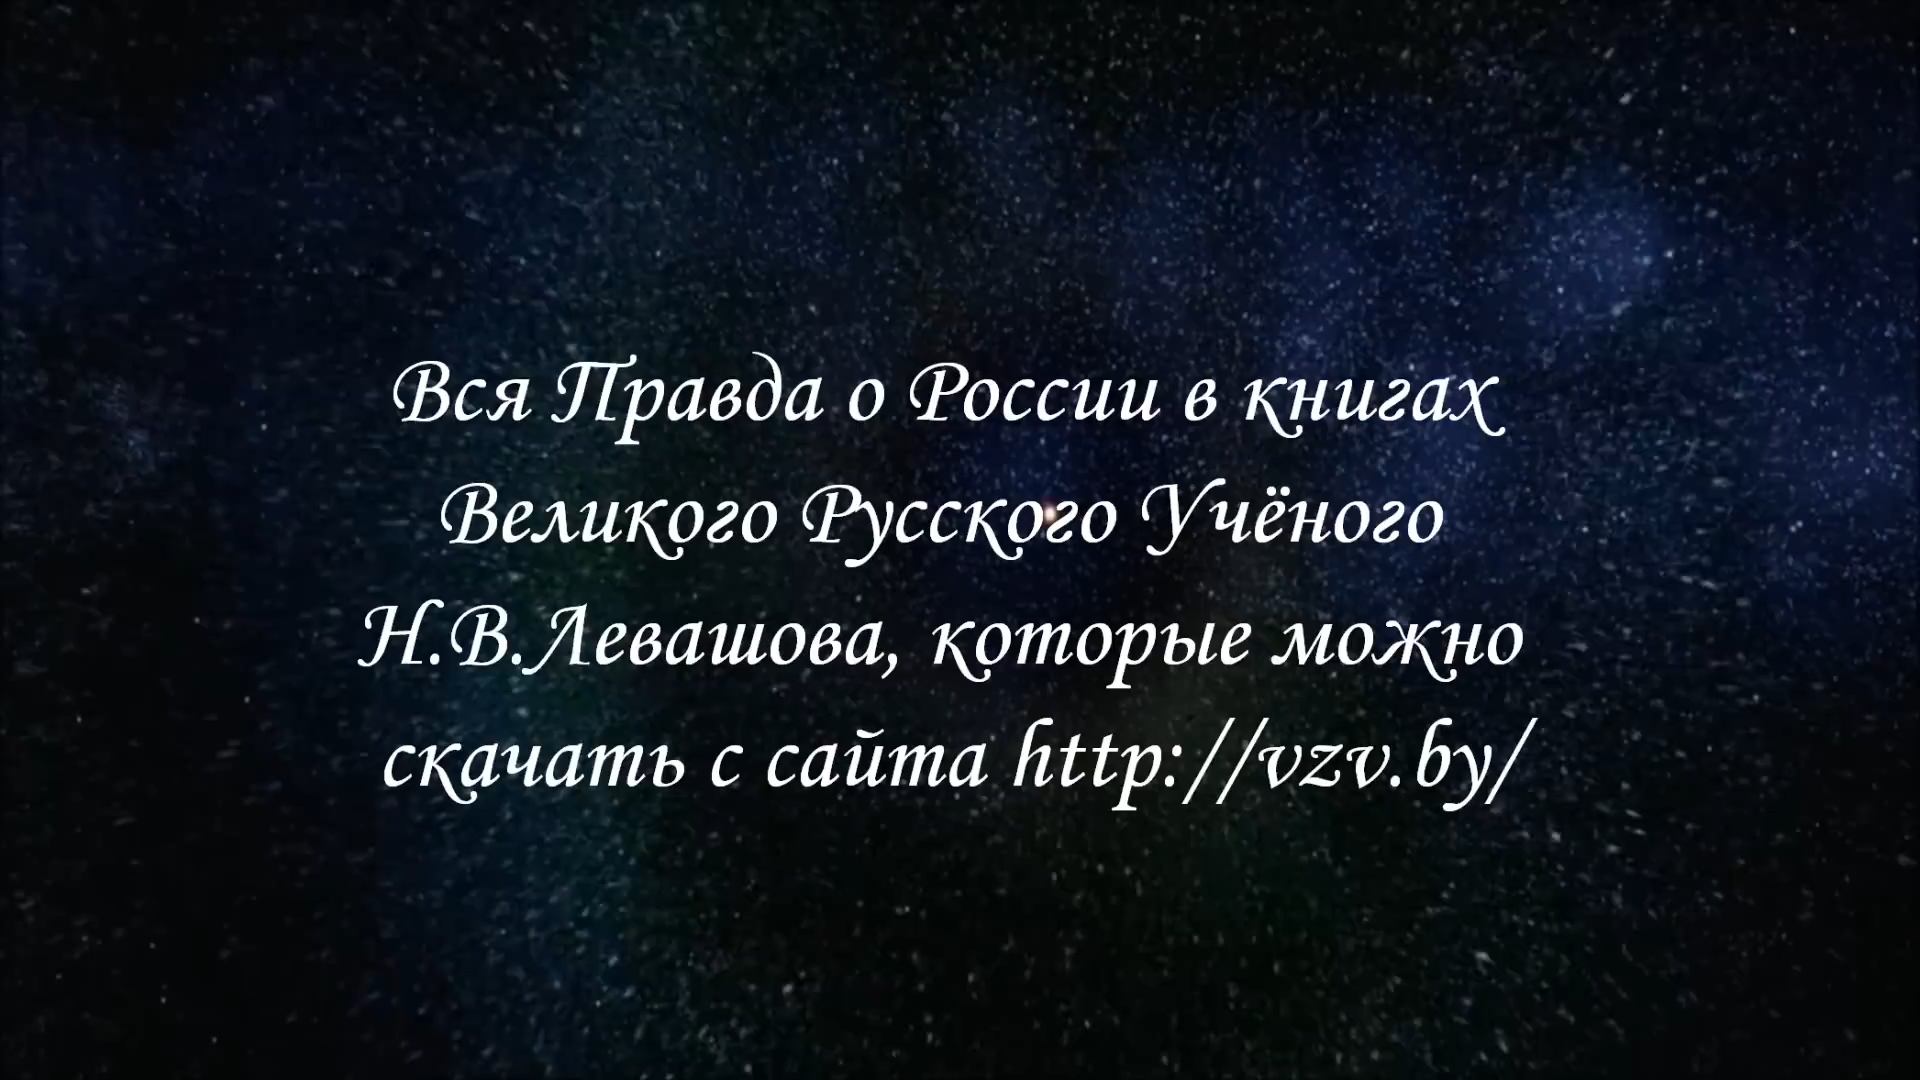 Вся Правда о России в книгах
Великого Русского Учёного
Н.В.Левашова, которые можно
скачать с сайта http://vzv.by/